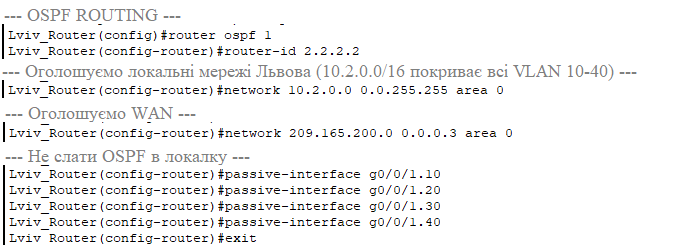 --- OSPF ROUTING ---
Lviv_Router(config)#router ospf 1
Lviv_Router(config-router)#router-id 2.2.2.2
--- Оголошуємо локальні мережі Львова (10.2.0.0/16 покриває всі VLAN 10-40) ---
Lviv_Router(config-router)#network 10.2.0.0 0.0.255.255 area 0
--- Оголошуємо WAN ---
Lviv_Router(config-router)#network 209.165.200.0 0.0.0.3 area 0
--- Не слати OSPF в локалку ---
Lviv_Router(config-router)#passive-interface g0/0/1.10
Lviv_Router(config-router)#passive-interface g0/0/1.20
Lviv_Router(config-router)#passive-interface g0/0/1.30
Lviv_Router(config-router)#passive-interface g0/0/1.40
Lviv_Router(config-router)#exit